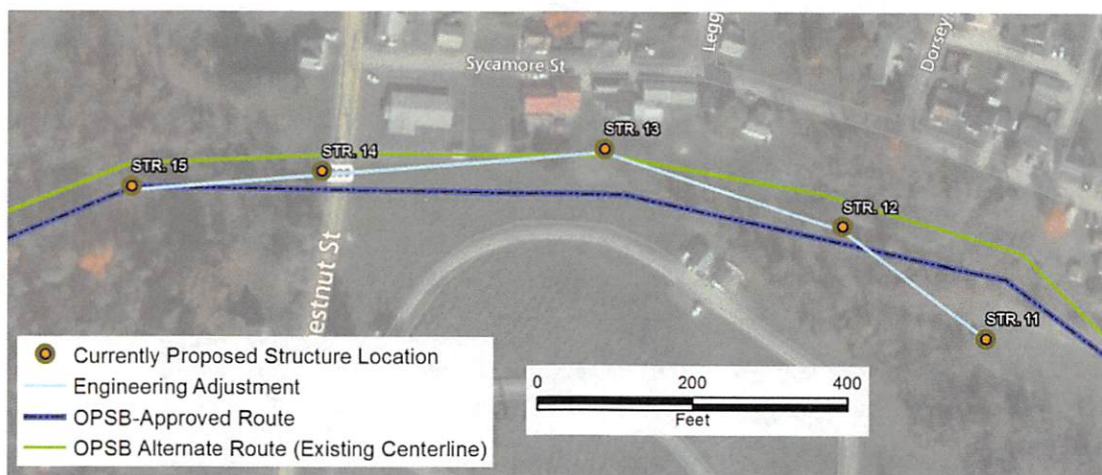 Sycamore St
Legg
Dorsey
STR. 13
STR. 14
STR. 15
STR. 12
STR. 11
estnut St
Currently Proposed Structure Location
Engineering Adjustment
OPSB-Approved Route
OPSB Alternate Route (Existing Centerline)
0 200 400
Feet